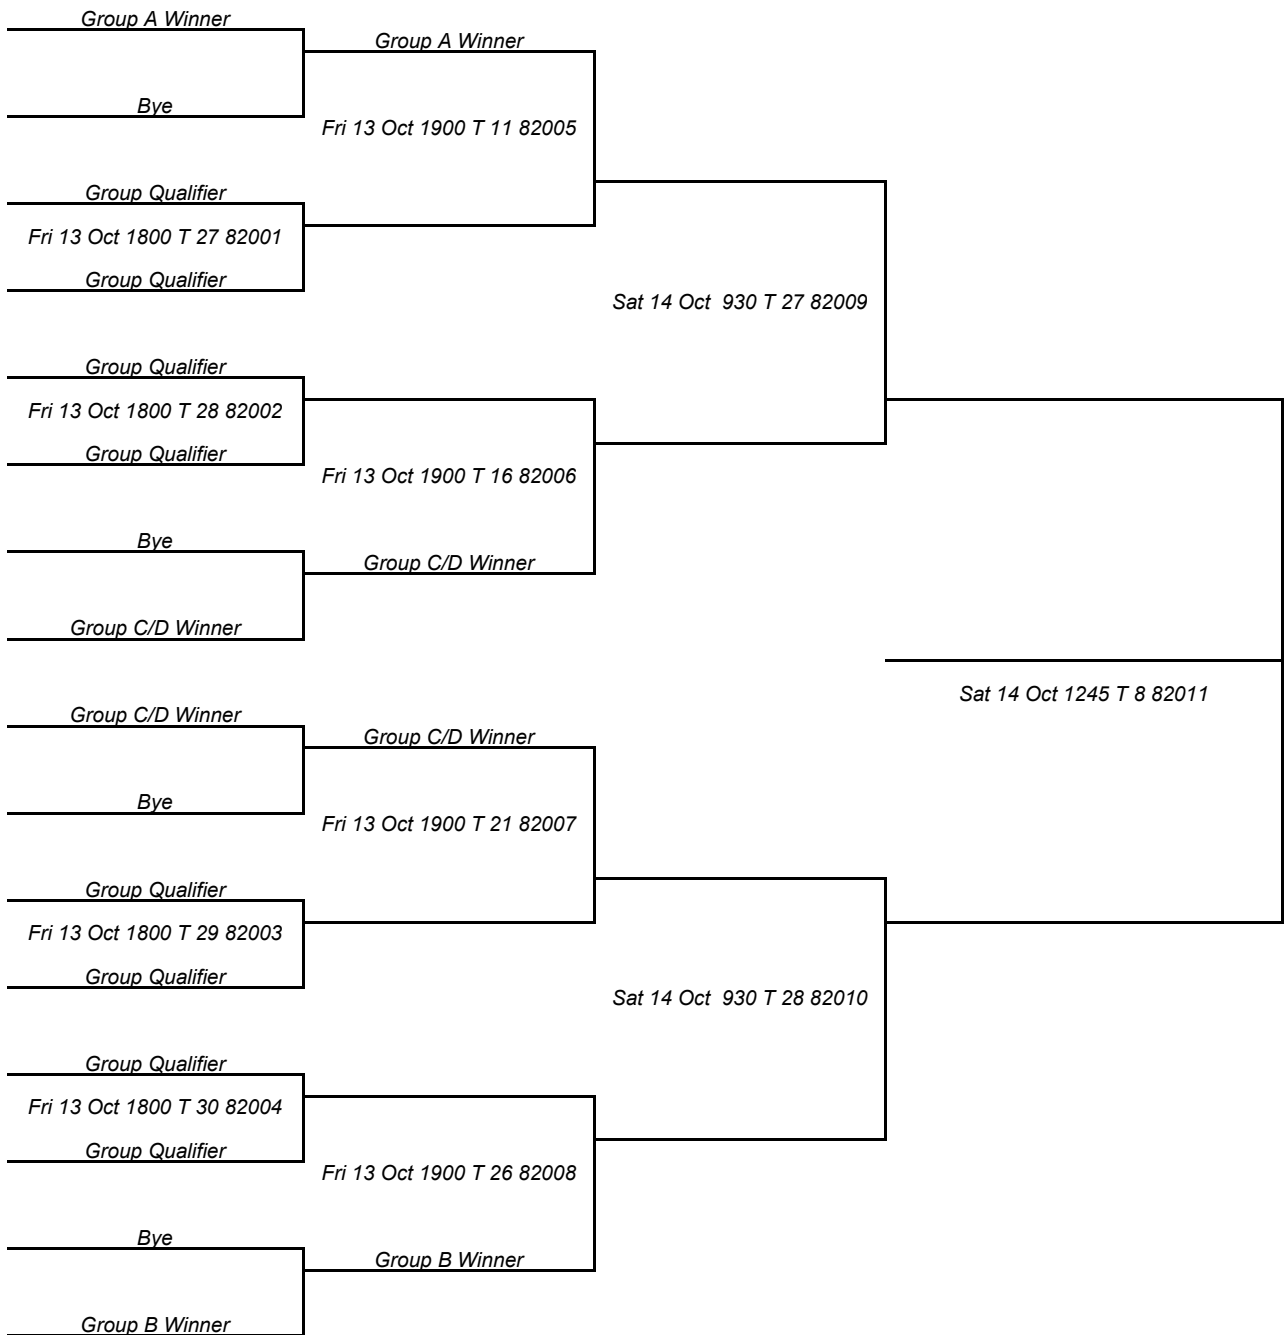 Group A Winner
Group A Winner
Bye
Fri 13 Oct 1900 T 11 82005
Group Qualifier
Fri 13 Oct 1800 T 27 82001
Group Qualifier
Sat 14 Oct  930 T 27 82009
Group Qualifier
Fri 13 Oct 1800 T 28 82002
Group Qualifier
Fri 13 Oct 1900 T 16 82006
Bye
Group C/D Winner
Group C/D Winner
Sat 14 Oct 1245 T 8 82011
Group C/D Winner
Group C/D Winner
Bye
Fri 13 Oct 1900 T 21 82007
Group Qualifier
Fri 13 Oct 1800 T 29 82003
Group Qualifier
Sat 14 Oct  930 T 28 82010
Group Qualifier
Fri 13 Oct 1800 T 30 82004
Group Qualifier
Fri 13 Oct 1900 T 26 82008
Bye
Group B Winner
Group B Winner